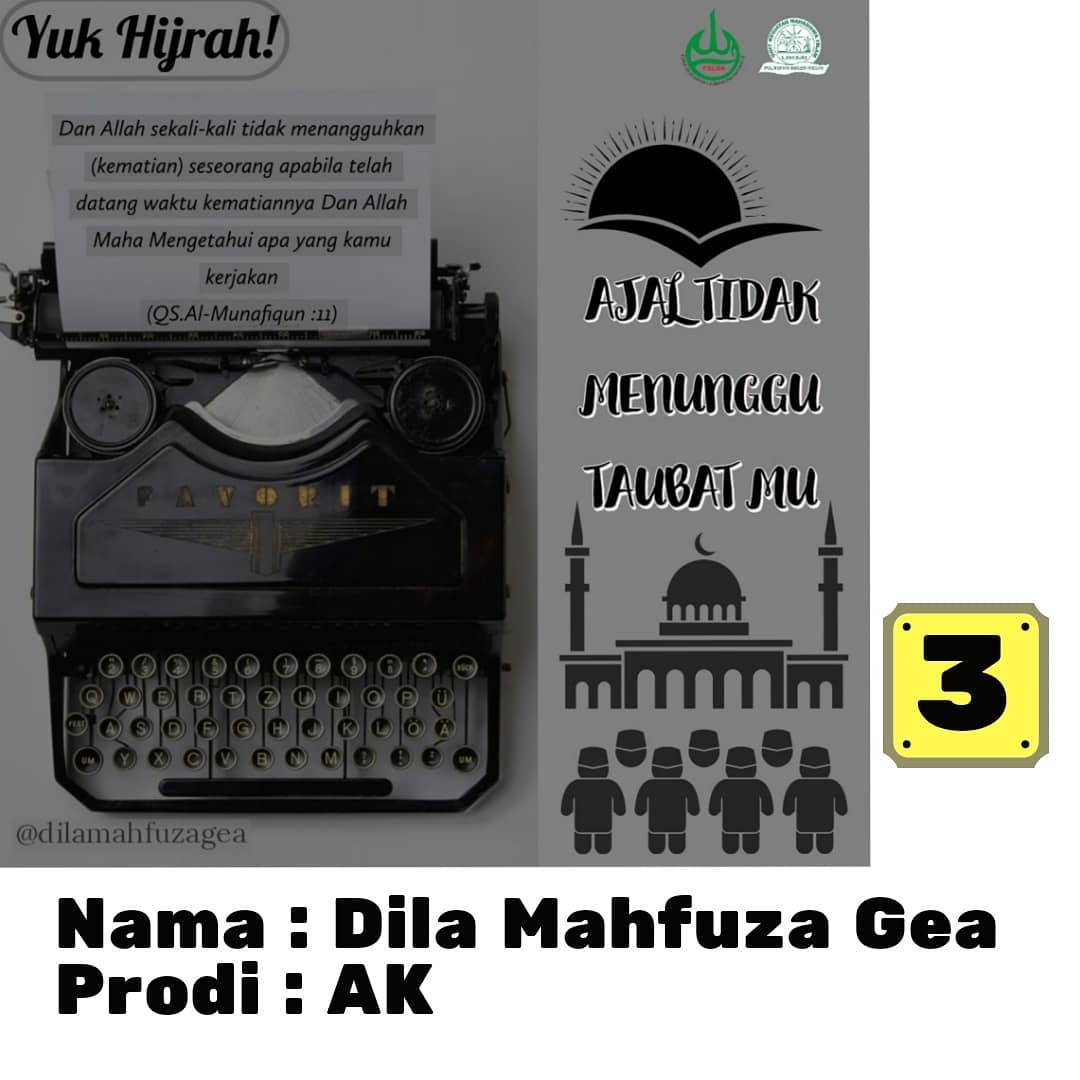 Yuk Hijrah!
Dan Allah sekali-kali tidak menangguhkan
(kematian) seseorang apabila telah
datang waktu kematiannya Dan Allah
Maha Mengetahui apa yang kamu
kerjakan
(QS.Al-Munafiqun :11)
FAVORIT
Q W E R T Z U I O P Ü
A S D F G H J K L Ö Ä
UM Y X C V B N M UM
@dilamahfuzagea
AJAL TIDAK
MENUNGGU
TAUBAT MU
3
Nama : Dila Mahfuza Gea
Prodi : AK